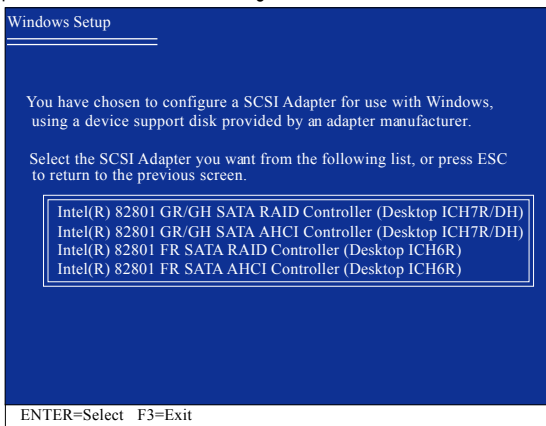 Windows Setup
You have chosen to configure a SCSI Adapter for use with Windows,
using a device support disk provided by an adapter manufacturer.
Select the SCSI Adapter you want from the following list, or press ESC
to return to the previous screen.
Intel(R) 82801 GR/GH SATA RAID Controller (Desktop ICH7R/DH)
Intel(R) 82801 GR/GH SATA AHCI Controller (Desktop ICH7R/DH)
Intel(R) 82801 FR SATA RAID Controller (Desktop ICH6R)
Intel(R) 82801 FR SATA AHCI Controller (Desktop ICH6R)
ENTER=Select F3=Exit